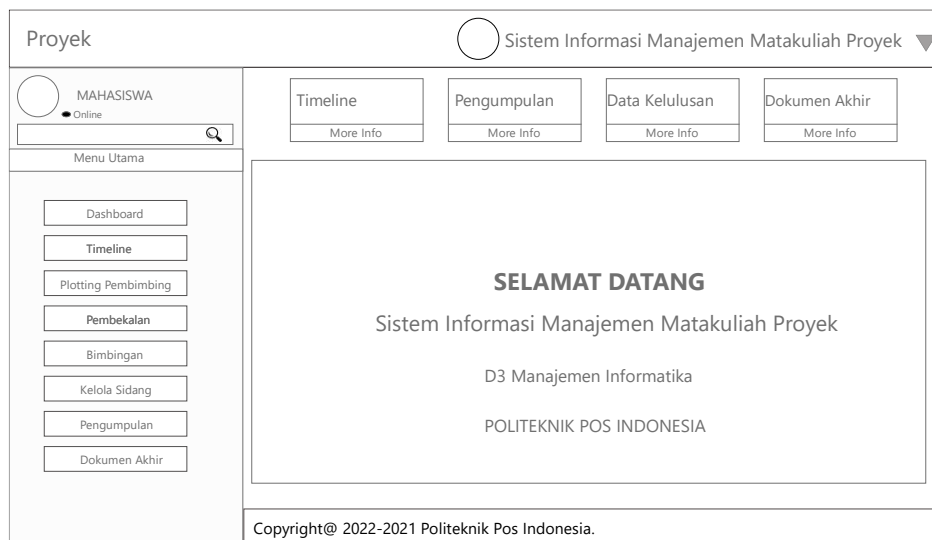 Proyek
Sistem Informasi Manajemen Matakuliah Proyek
MAHASISWA
Online
Menu Utama
Dashboard
Timeline
Plotting Pembimbing
Pembekalan
Bimbingan
Kelola Sidang
Pengumpulan
Dokumen Akhir
Timeline
More Info
Pengumpulan
More Info
Data Kelulusan
More Info
Dokumen Akhir
More Info
SELAMAT DATANG
Sistem Informasi Manajemen Matakuliah Proyek
D3 Manajemen Informatika
POLITEKNIK POS INDONESIA
Copyright@ 2022-2021 Politeknik Pos Indonesia.